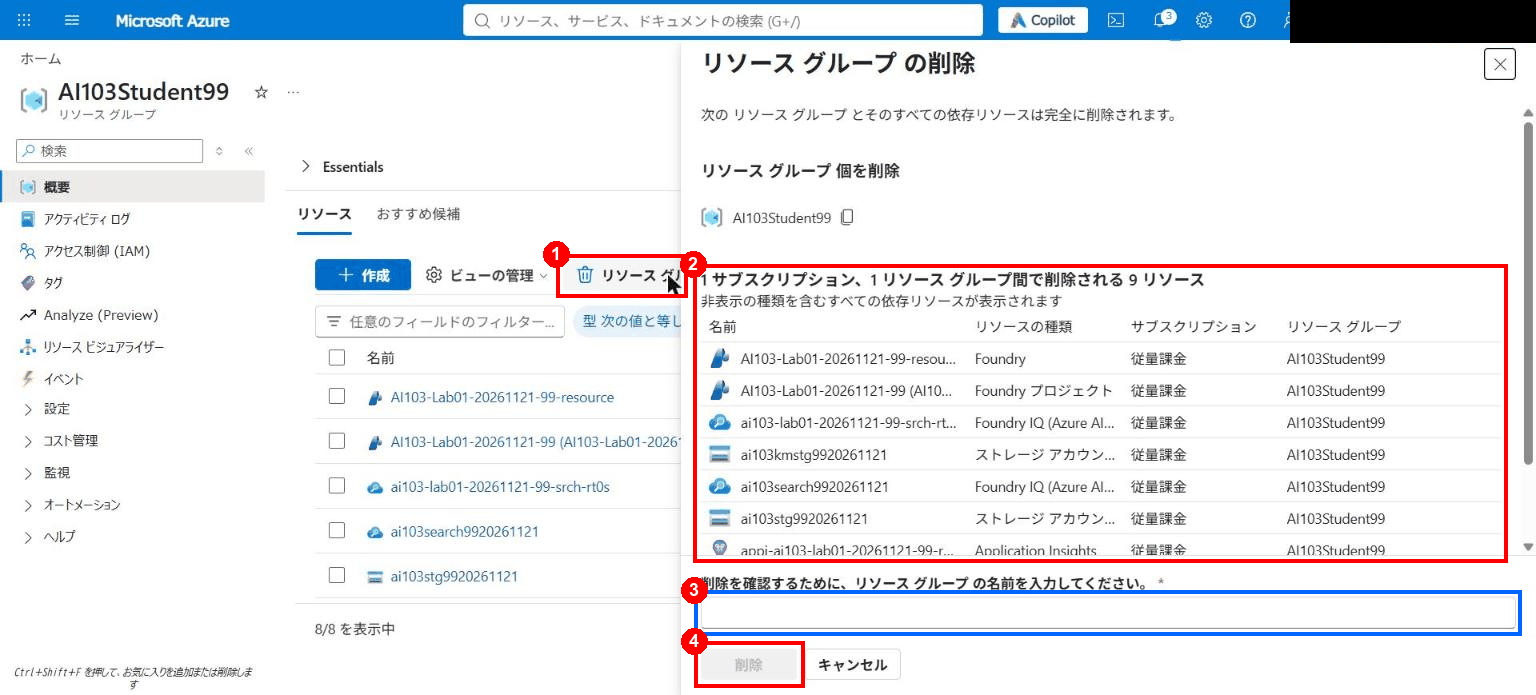 Microsoft Azure
リソース、サービス、ドキュメントの検索 (G+/)
Copilot
3
ホーム
AI103Student99
リソース グループ
検索
概要
アクティビティ ログ
アクセス制御 (IAM)
タグ
Analyze (Preview)
リソース ビジュアライザー
イベント
設定
コスト管理
監視
オートメーション
ヘルプ
Ctrl+Shift+F を押して、お気に入りを追加または削除しま
す
Essentials
リソース おすすめ候補
1
作成 ビューの管理 リソース グル
任意のフィールドのフィルター... 型 次の値と等し
名前
AI103-Lab01-20261121-99-resource
AI103-Lab01-20261121-99 (AI103-Lab01-2026
ai103-lab01-20261121-99-srch-rt0s
ai103search9920261121
ai103stg9920261121
8/8 を表示中
リソース グループ の削除
次の リソース グループ とそのすべての依存リソースは完全に削除されます。
リソース グループ 個を削除
AI103Student99
2
1 サブスクリプション、1 リソース グループ間で削除される 9 リソース
非表示の種類を含むすべての依存リソースが表示されます
名前 リソースの種類 サブスクリプション リソース グループ
AI103-Lab01-20261121-99-resou... Foundry 従量課金 AI103Student99
AI103-Lab01-20261121-99 (AI10... Foundry プロジェクト 従量課金 AI103Student99
ai103-lab01-20261121-99-srch-rt... Foundry IQ (Azure AI... 従量課金 AI103Student99
ai103kmstg9920261121 ストレージ アカウン... 従量課金 AI103Student99
ai103search9920261121 Foundry IQ (Azure AI... 従量課金 AI103Student99
ai103stg9920261121 ストレージ アカウン... 従量課金 AI103Student99
appi-ai103-lab01-20261121-99-r... Application Insights 従量課金 AI103Student99
削除を確認するために、リソース グループ の名前を入力してください。 *
3
4
削除 キャンセル